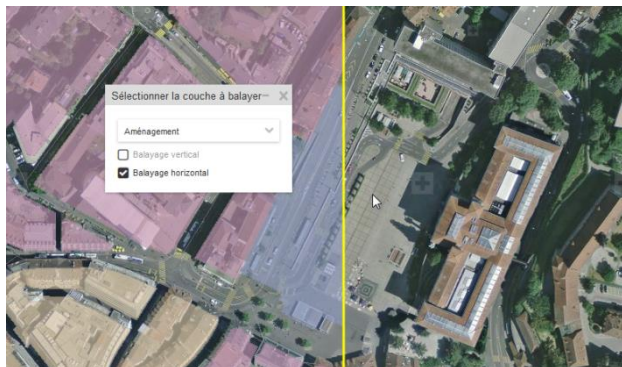 Sélectionner la couche à balayer
Aménagement
Balayage vertical
Balayage horizontal